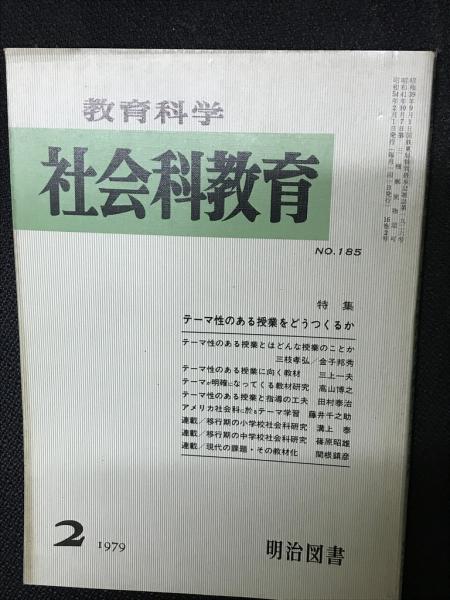 教育科学
社会科教育
NO.185
特集
テーマ性のある授業をどうつくるか
テーマ性のある授業とはどんな授業のことか
三枝孝弘/金子邦秀
テーマ性のある授業に向く教材 三上一夫
テーマが明確になってくる教材研究 高山博之
テーマ性のある授業と指導の工夫 田村泰治
アメリカ社会科に於るテーマ学習 藤井千之助
連載/移行期の小学校社会科研究 溝上泰
連載/移行期の中学校社会科研究 篠原昭雄
連載/現代の課題・その教材化 関根鎮彦
2 1979
明治図書